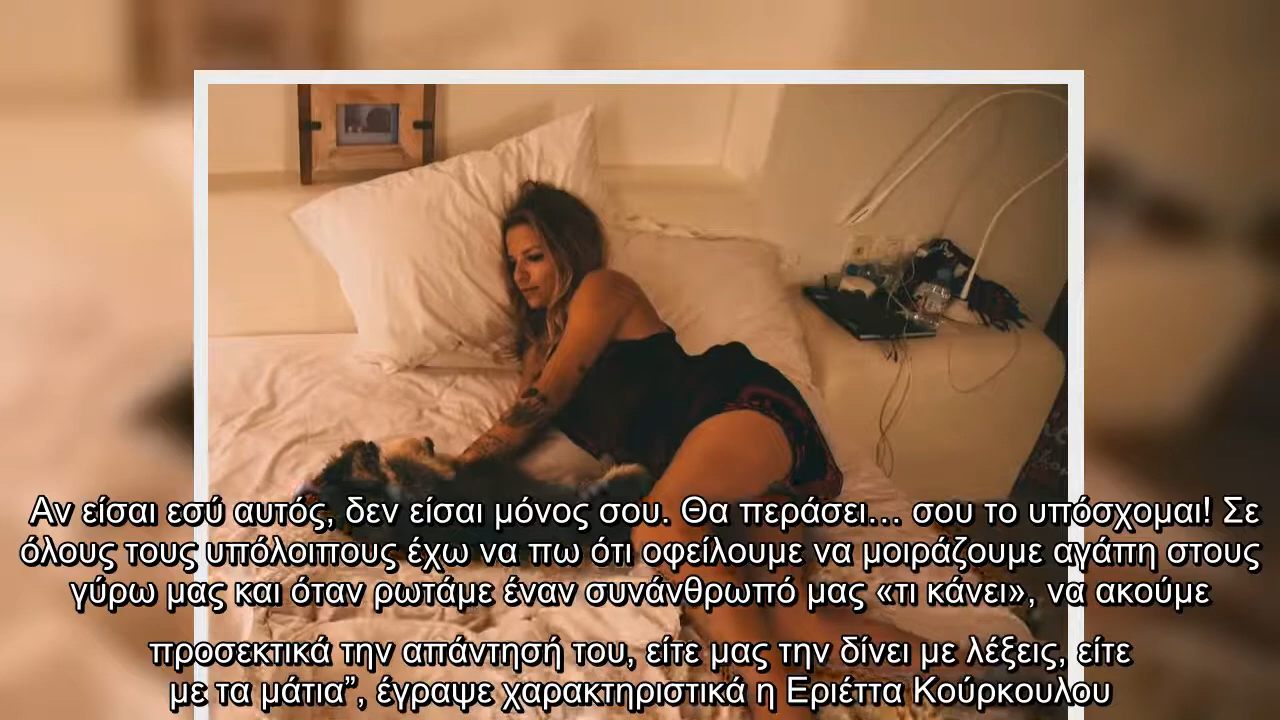 Αν είσαι εσύ αυτός, δεν είσαι μόνος σου. Θα περάσει… σου το υπόσχομαι! Σε
όλους τους υπόλοιπους έχω να πω ότι οφείλουμε να μοιράζουμε αγάπη στους
γύρω μας και όταν ρωτάμε έναν συνάνθρωπό μας «τι κάνει», να ακούμε
προσεκτικά την απάντησή του, είτε μας την δίνει με λέξεις, είτε
με τα μάτια”, έγραψε χαρακτηριστικά η Εριέττα Κούρκουλου